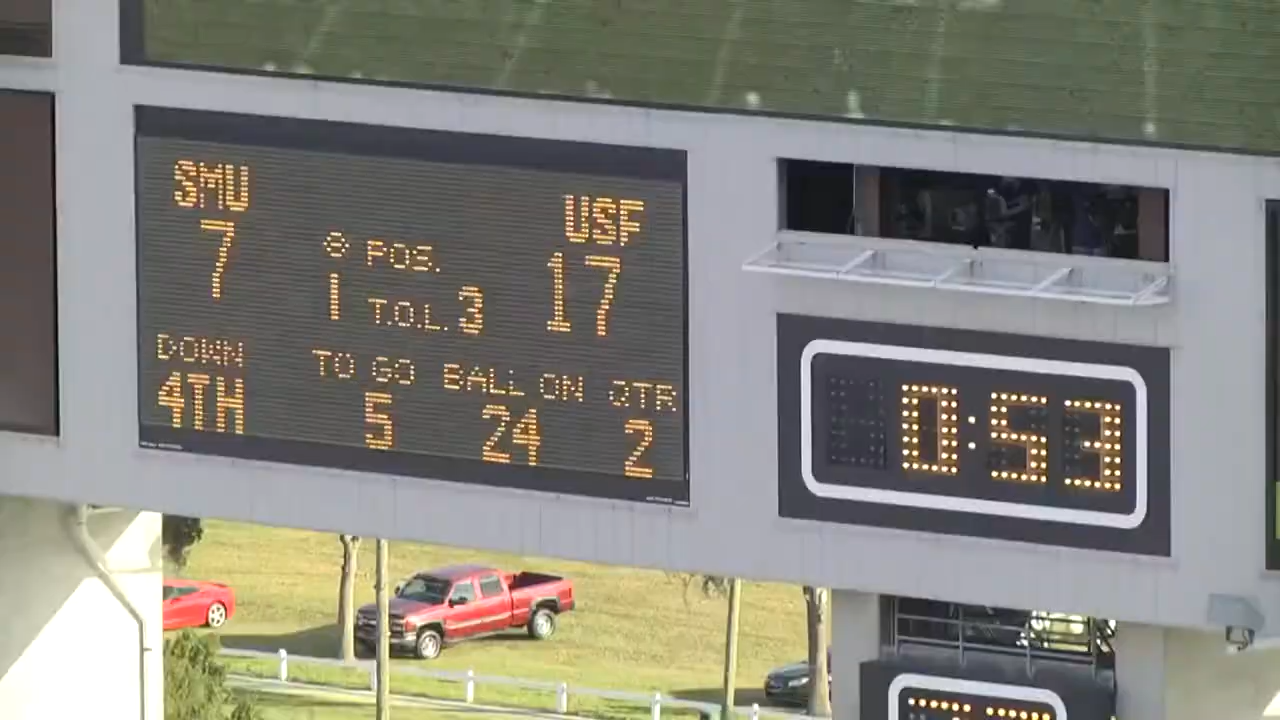 SMU USF
7 POS. 17
1 T.O.L. 3
DOWN TO GO BALL ON QTR
4TH 5 24 2
0:53